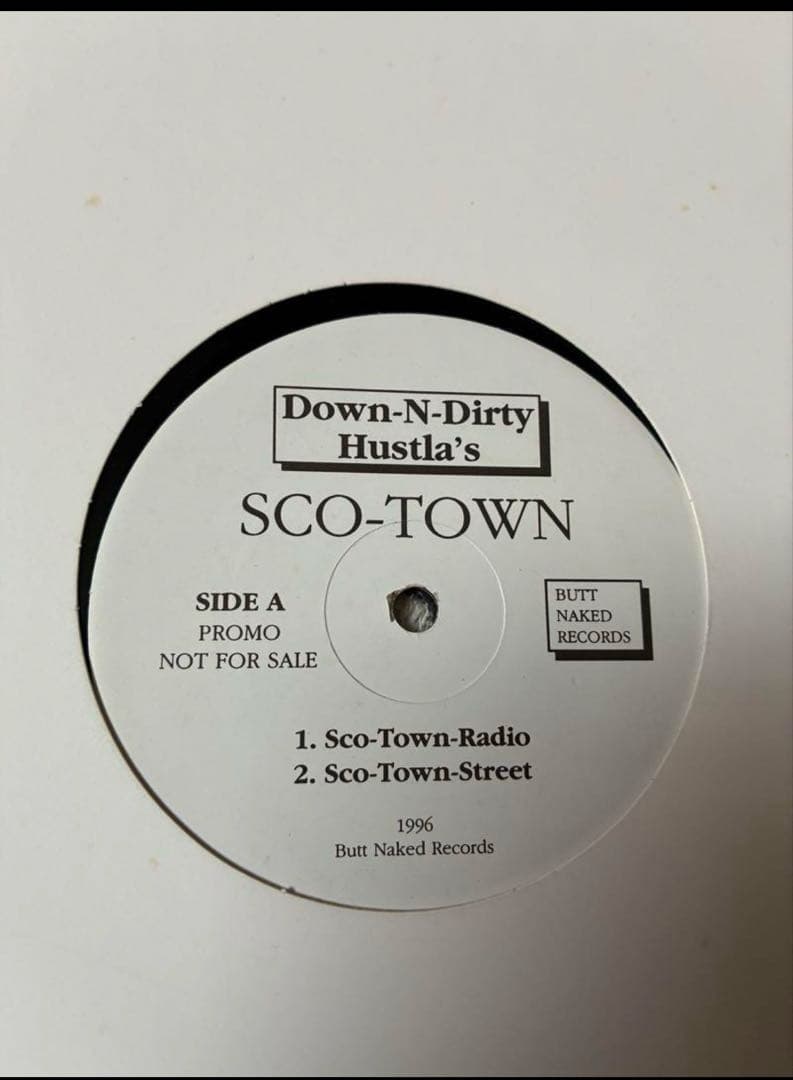 Down-N-Dirty
Hustla's
SCO-TOWN
SIDE A
PROMO
NOT FOR SALE
BUTT
NAKED
RECORDS
1. Sco-Town-Radio
2. Sco-Town-Street
1996
Butt Naked Records